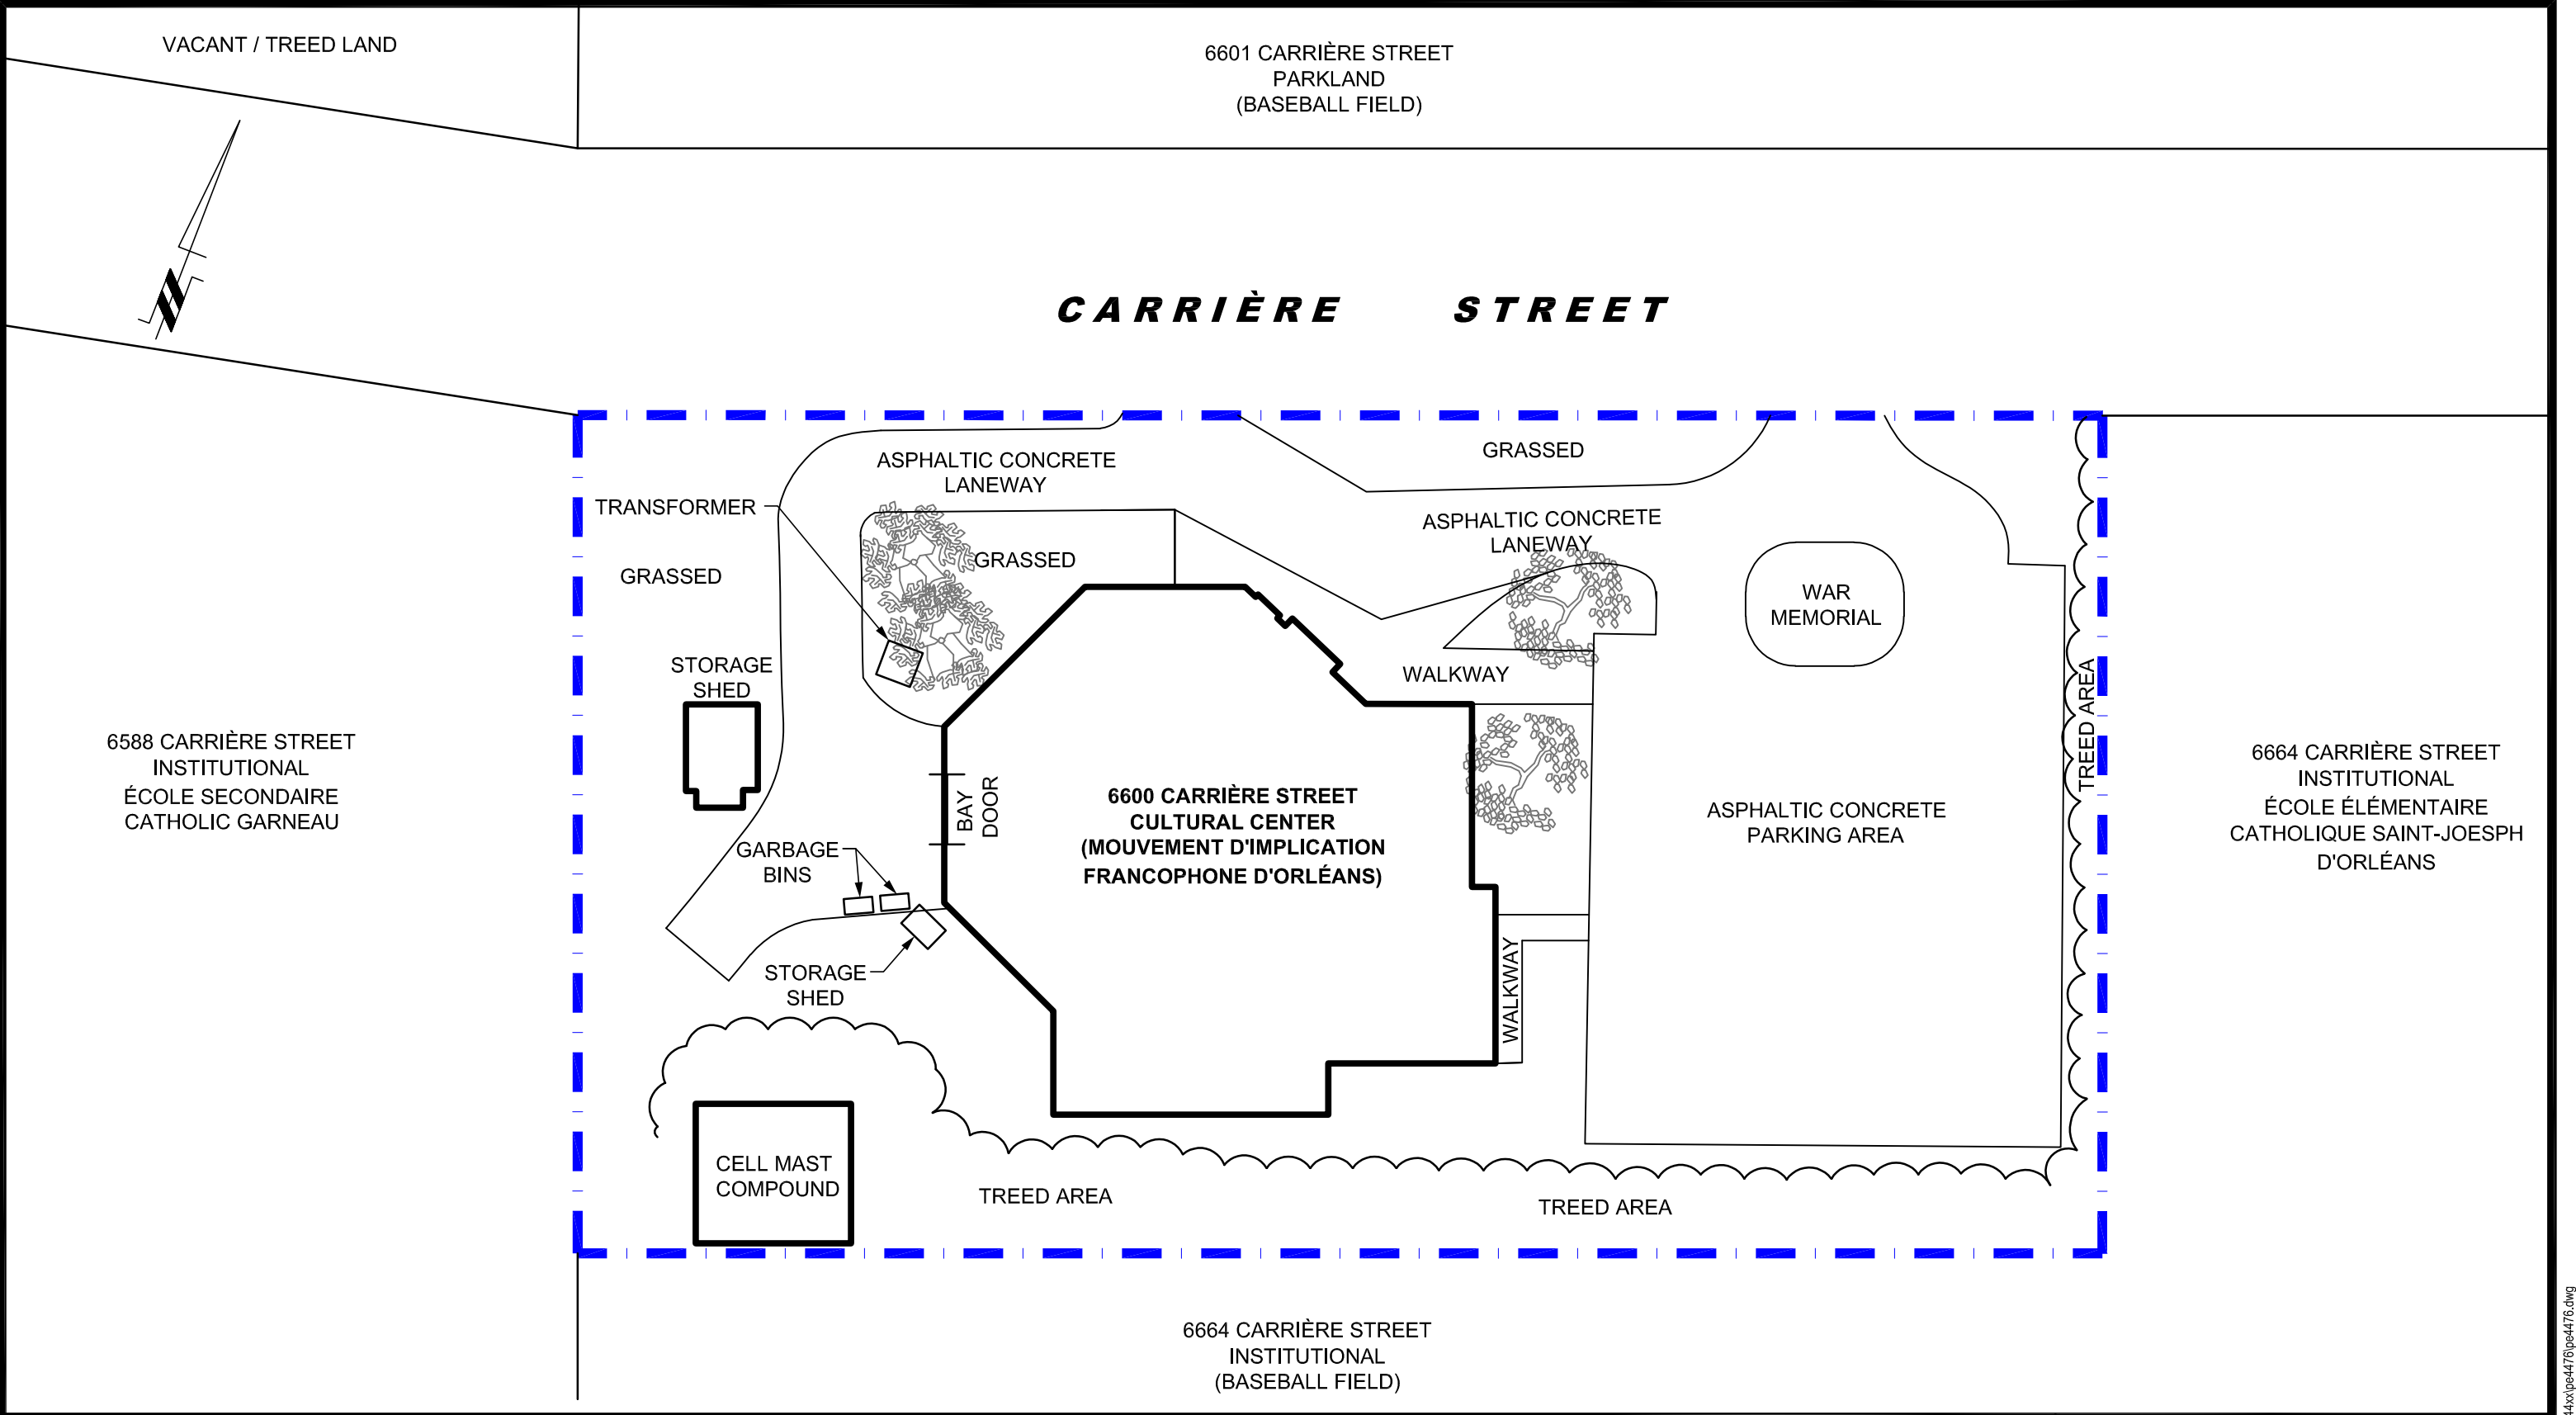 VACANT / TREED LAND
6601 CARRIÈRE STREET
PARKLAND
(BASEBALL FIELD)
CARRIÈRE STREET
GRASSED
ASPHALTIC CONCRETE
LANEWAY
TRANSFORMER
ASPHALTIC CONCRETE
LANEWAY
GRASSED
GRASSED
WAR
MEMORIAL
STORAGE
SHED
WALKWAY
TREED AREA
6588 CARRIÈRE STREET
INSTITUTIONAL
ÉCOLE SECONDAIRE
CATHOLIC GARNEAU
BAY
DOOR
6600 CARRIÈRE STREET
CULTURAL CENTER
(MOUVEMENT D'IMPLICATION
FRANCOPHONE D'ORLÉANS)
ASPHALTIC CONCRETE
PARKING AREA
6664 CARRIÈRE STREET
INSTITUTIONAL
ÉCOLE ÉLÉMENTAIRE
CATHOLIQUE SAINT-JOESPH
D'ORLÉANS
GARBAGE
BINS
STORAGE
SHED
WALKWAY
CELL MAST
COMPOUND
TREED AREA
TREED AREA
6664 CARRIÈRE STREET
INSTITUTIONAL
(BASEBALL FIELD)
44xx\pe4476\pe4476.dwg